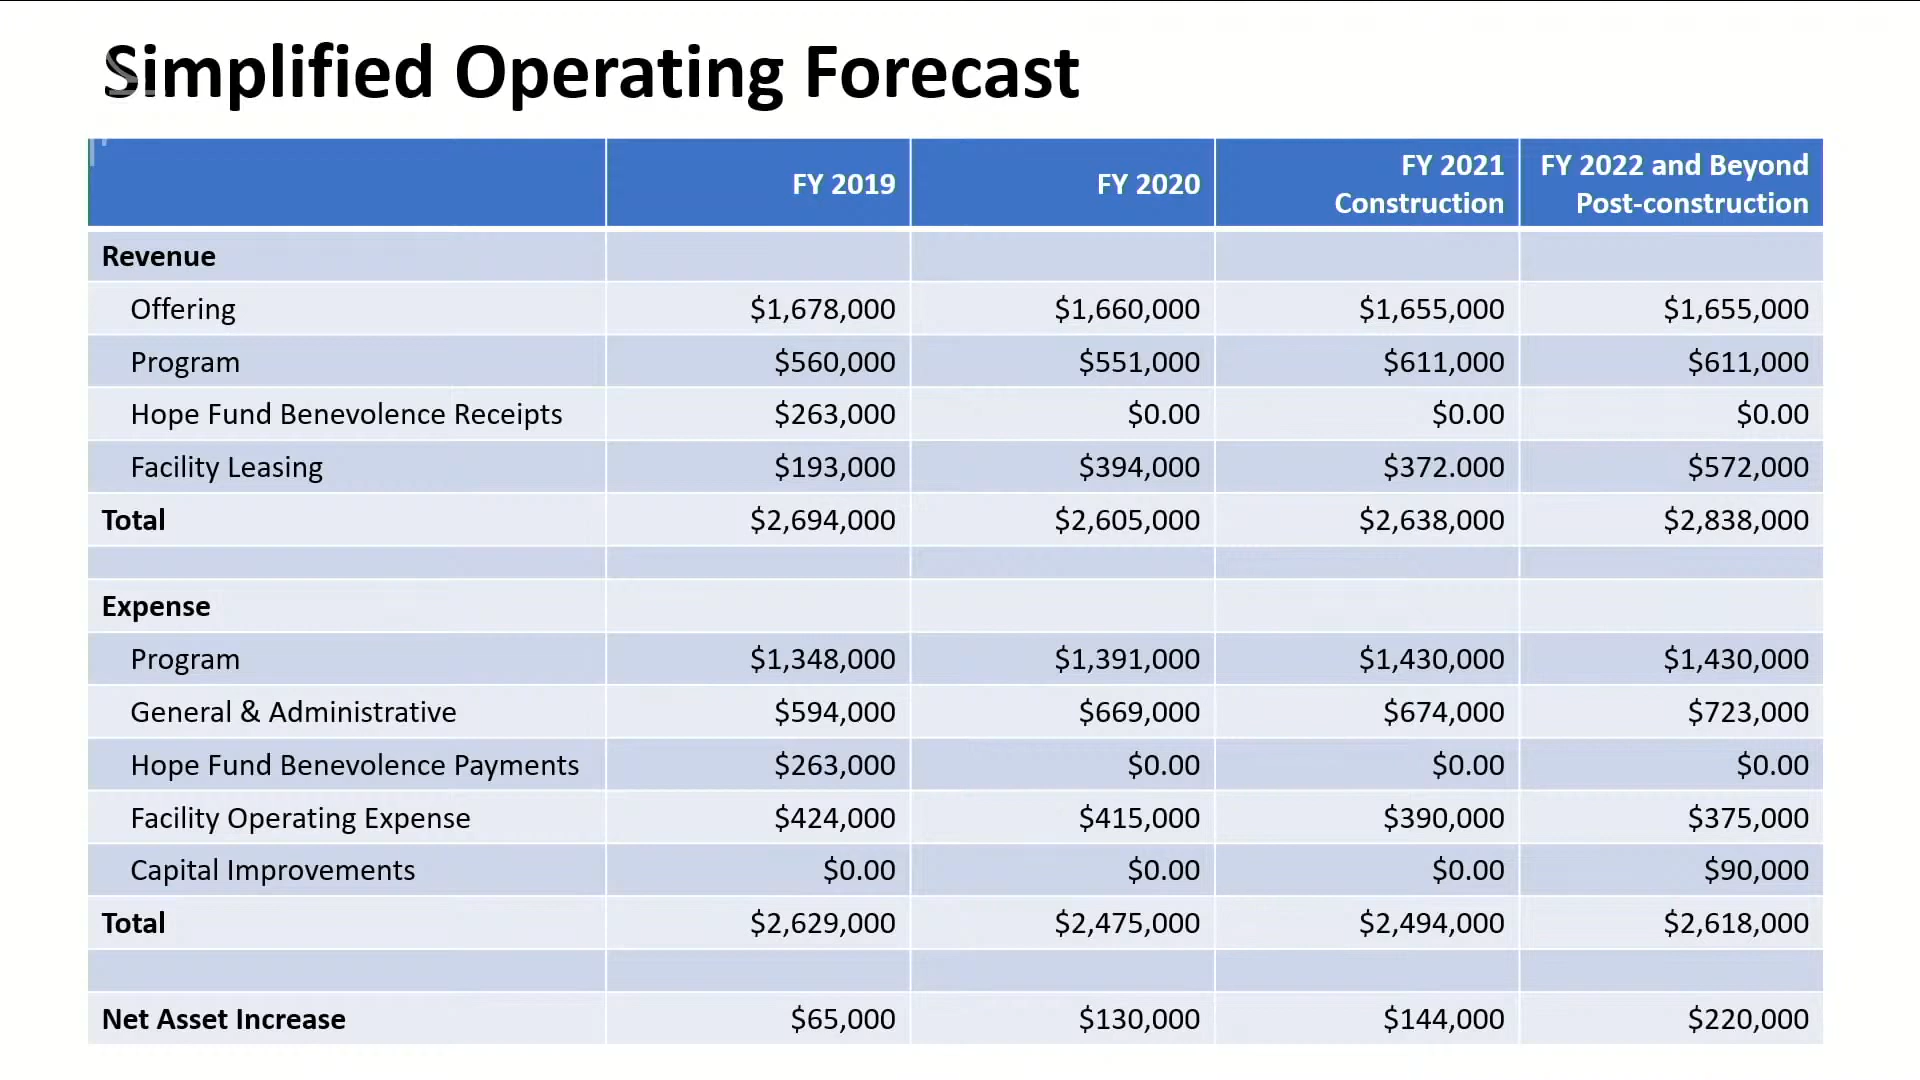 Simplified Operating Forecast
FY 2019 FY 2020 FY 2021 Construction FY 2022 and Beyond Post-construction
Revenue
Offering $1,678,000 $1,660,000 $1,655,000 $1,655,000
Program $560,000 $551,000 $611,000 $611,000
Hope Fund Benevolence Receipts $263,000 $0.00 $0.00 $0.00
Facility Leasing $193,000 $394,000 $372.000 $572,000
Total $2,694,000 $2,605,000 $2,638,000 $2,838,000
Expense
Program $1,348,000 $1,391,000 $1,430,000 $1,430,000
General & Administrative $594,000 $669,000 $674,000 $723,000
Hope Fund Benevolence Payments $263,000 $0.00 $0.00 $0.00
Facility Operating Expense $424,000 $415,000 $390,000 $375,000
Capital Improvements $0.00 $0.00 $0.00 $90,000
Total $2,629,000 $2,475,000 $2,494,000 $2,618,000
Net Asset Increase $65,000 $130,000 $144,000 $220,000